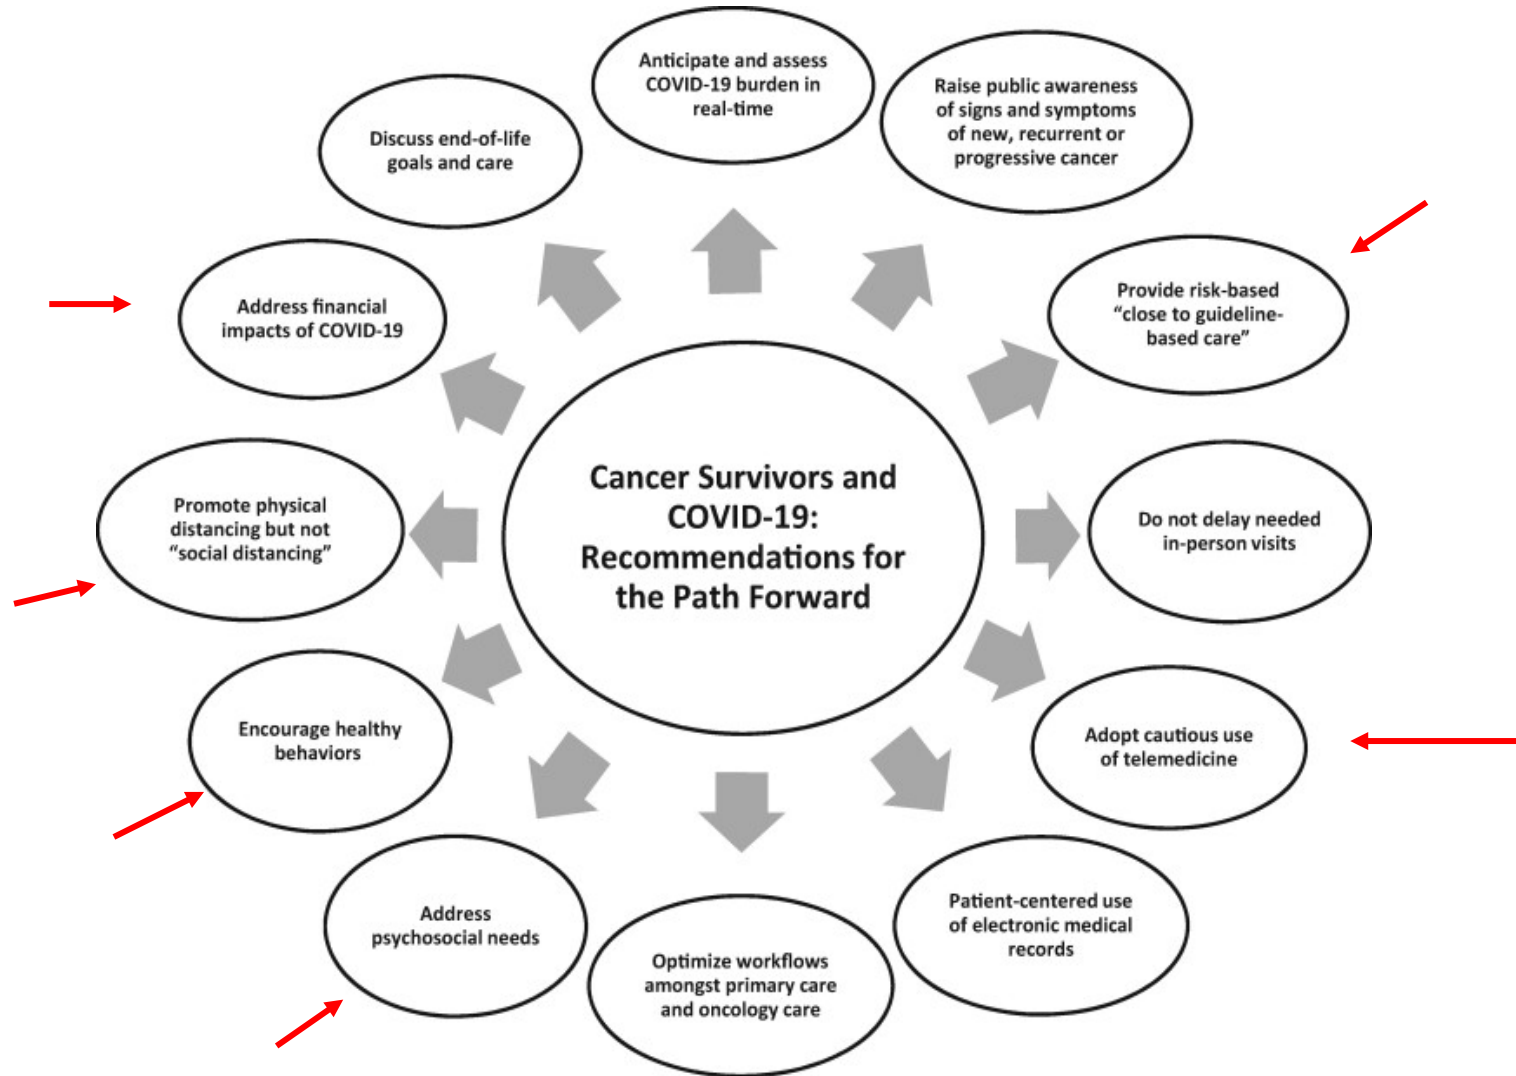 Cancer Survivors and
COVID-19:
Recommendations for
the Path Forward
Anticipate and assess
COVID-19 burden in
real-time
Raise public awareness
of signs and symptoms
of new, recurrent or
progressive cancer
Provide risk-based
“close to guideline-
based care”
Do not delay needed
in-person visits
Adopt cautious use
of telemedicine
Patient-centered use
of electronic medical
records
Optimize workflows
amongst primary care
and oncology care
Address
psychosocial needs
Encourage healthy
behaviors
Promote physical
distancing but not
“social distancing”
Address financial
impacts of COVID-19
Discuss end-of-life
goals and care